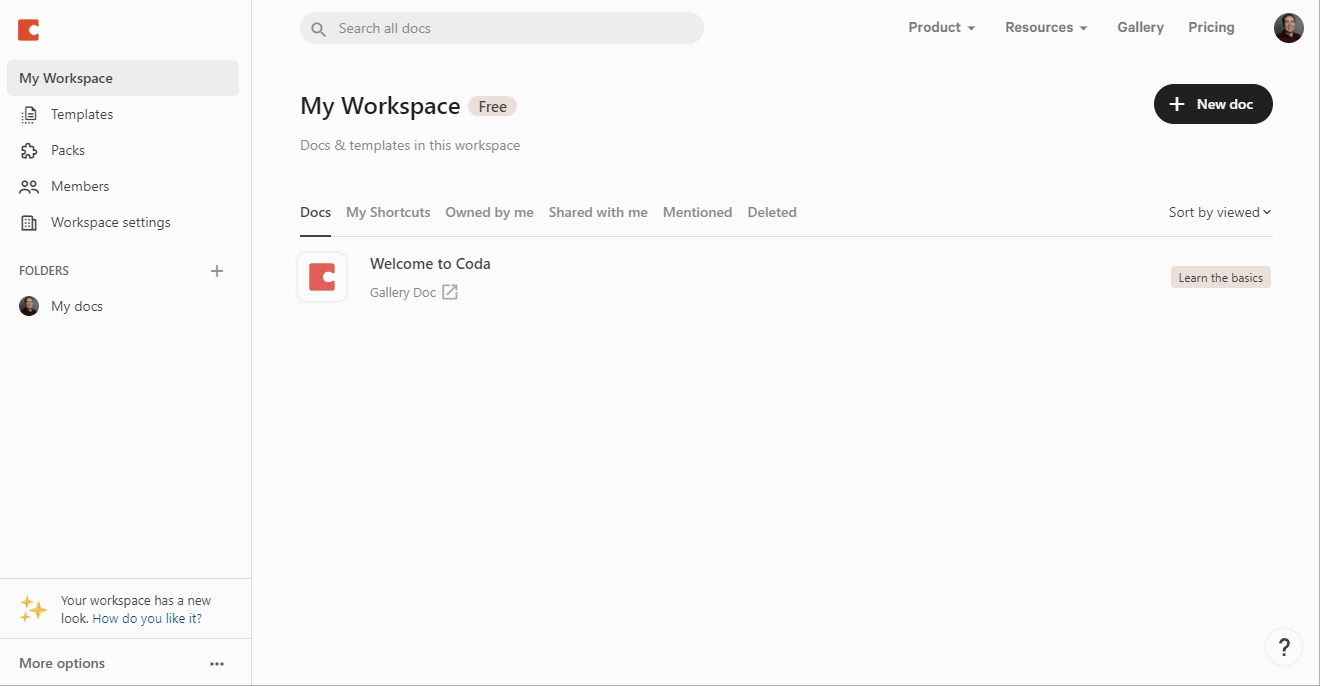 Search all docs
Product
Resources
Gallery
Pricing
My Workspace
Templates
Packs
Members
Workspace settings
FOLDERS
My docs
My Workspace Free
New doc
Docs & templates in this workspace
Docs My Shortcuts Owned by me Shared with me Mentioned Deleted
Sort by viewed
Welcome to Coda
Gallery Doc
Learn the basics
Your workspace has a new
look. How do you like it?
More options
?